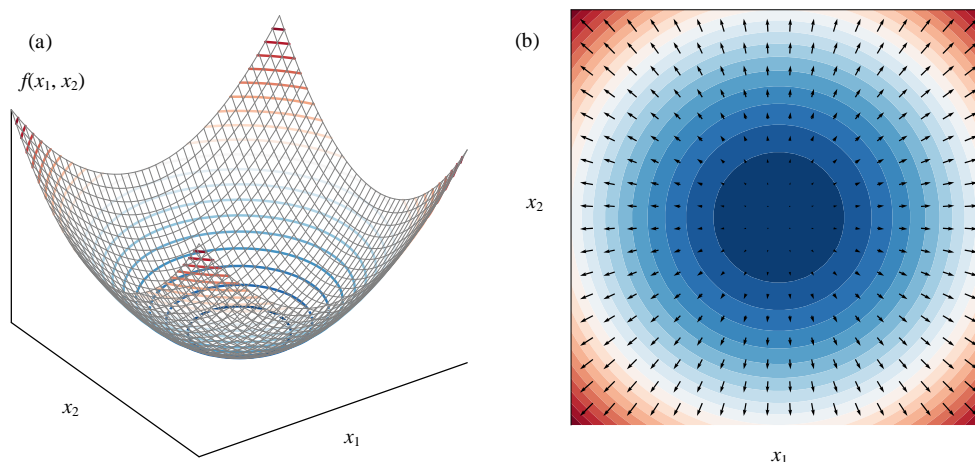 (a)
f(x₁, x₂)
x₂
x₁
(b)
x₂
x₁